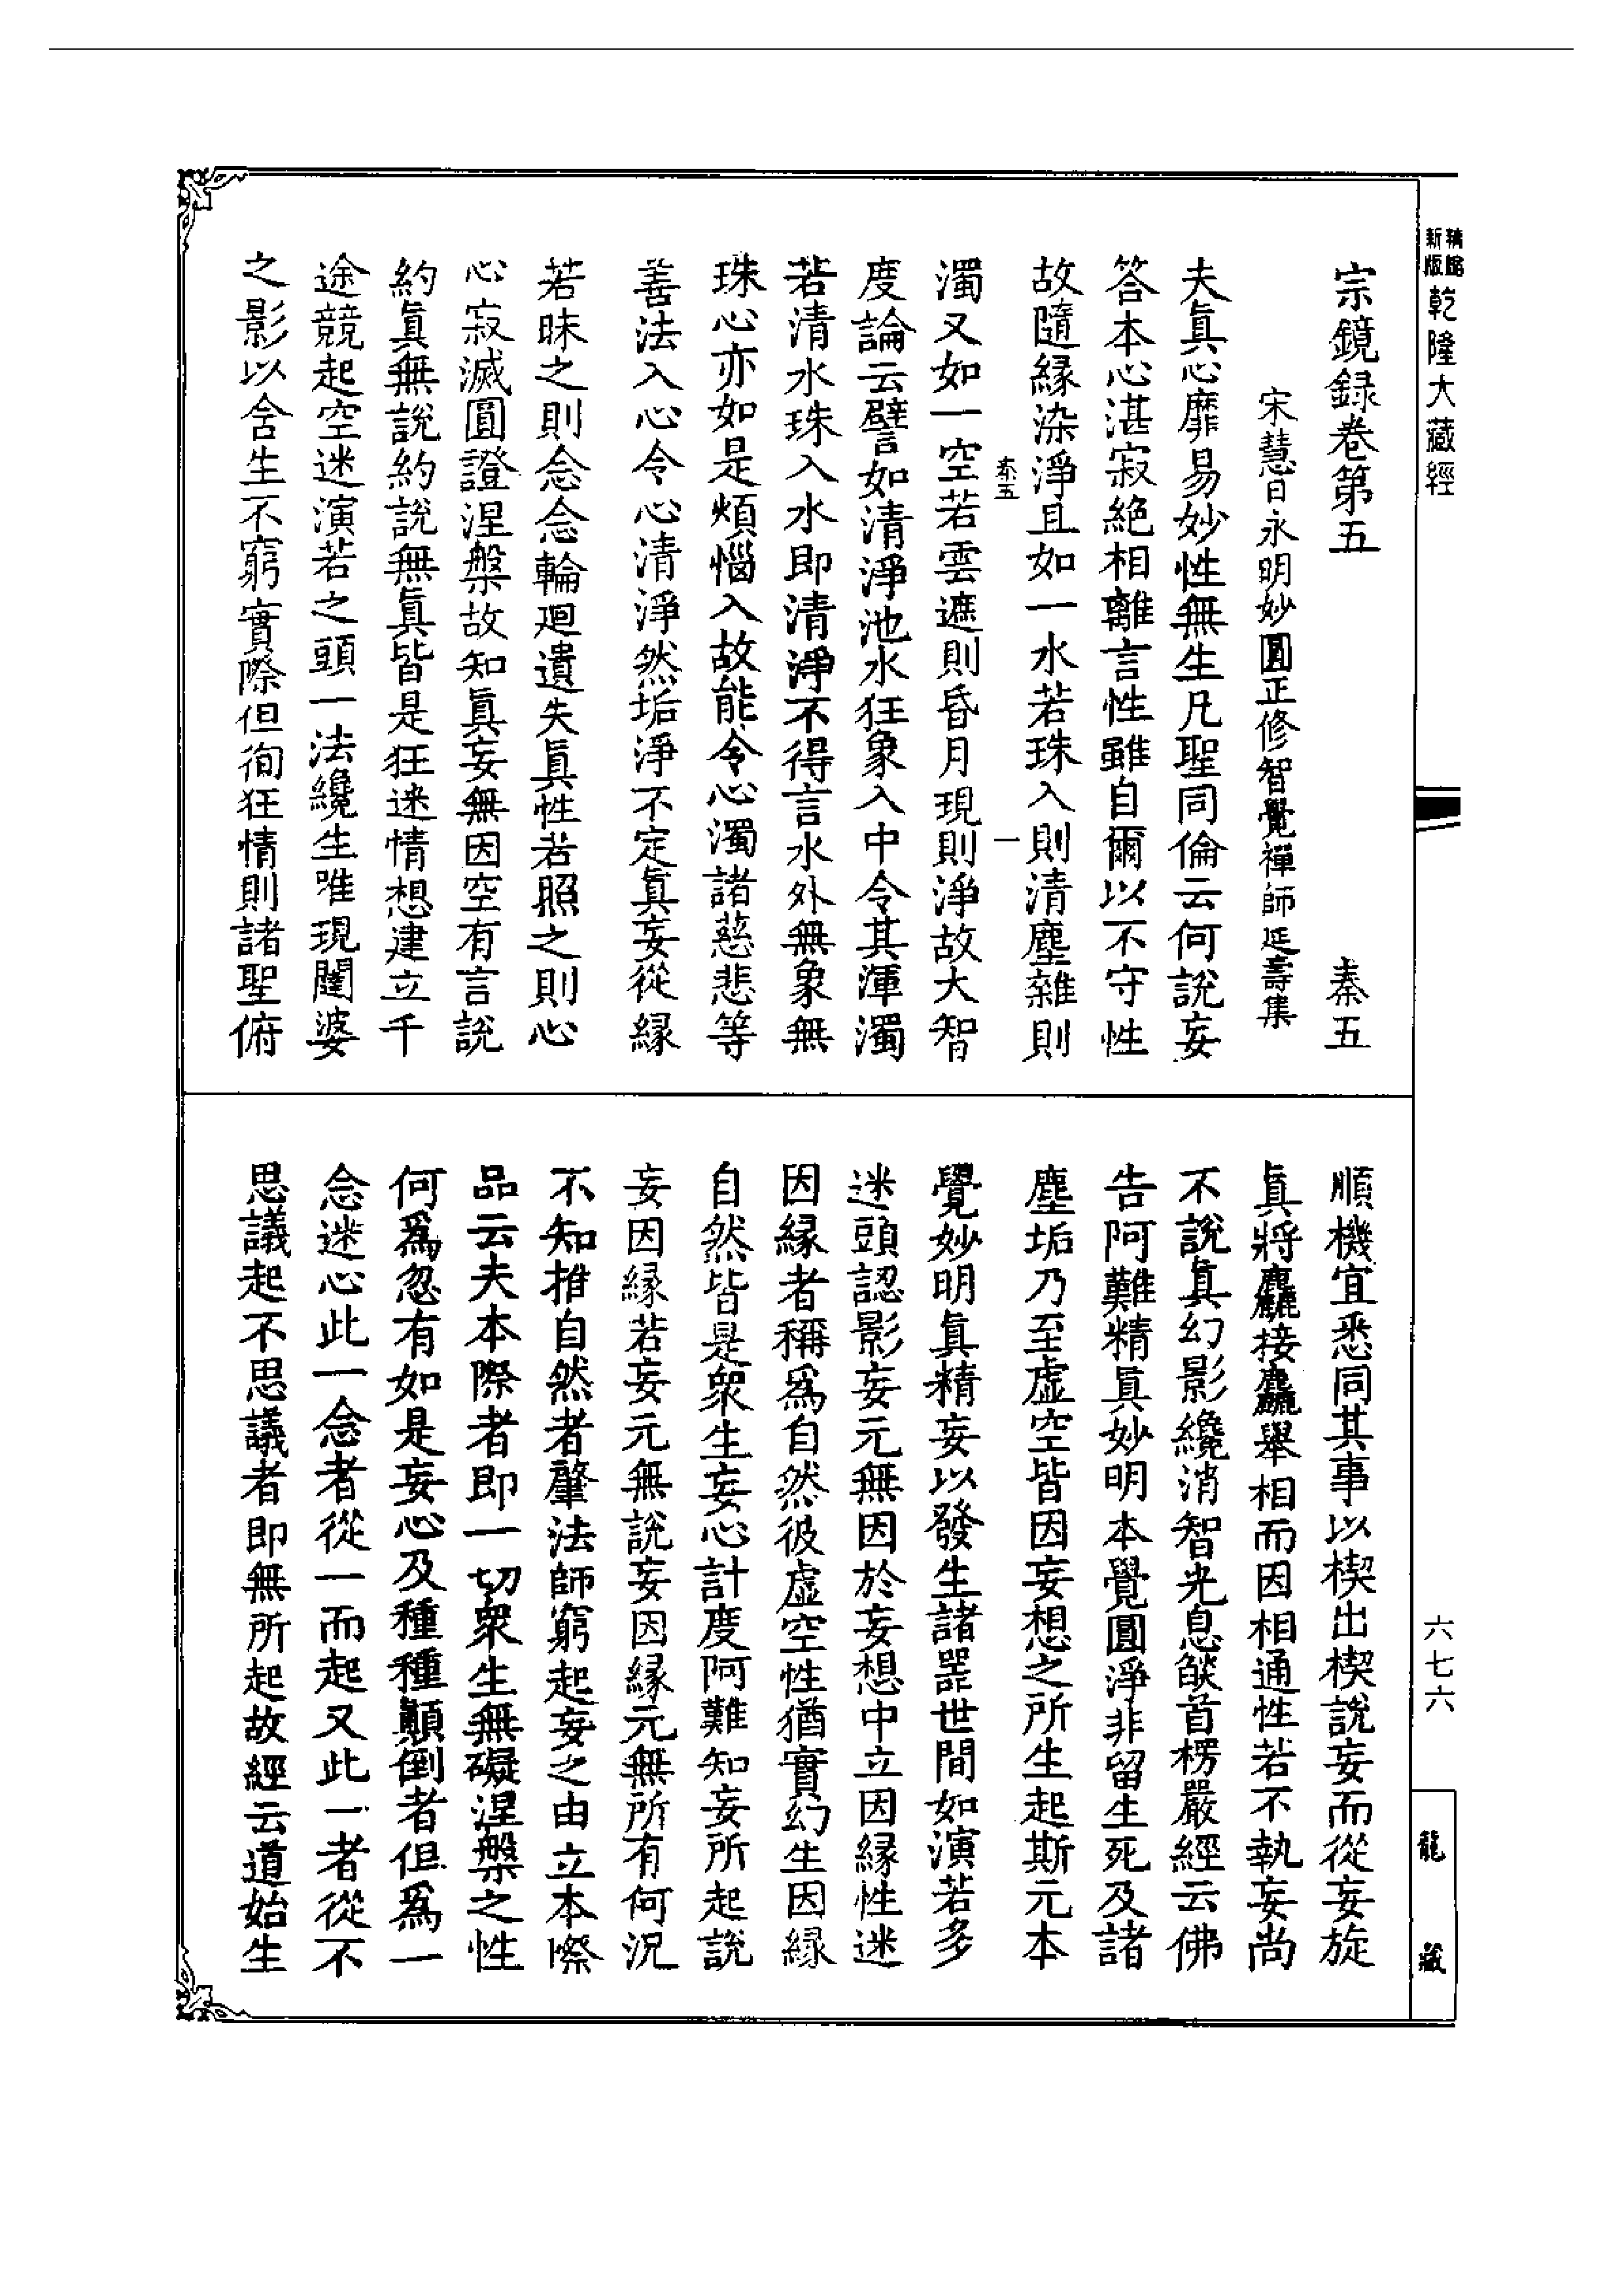 新編縮版乾隆大藏經
宗鏡録卷第五 秦五
宋慧日永明妙圓正修智覺禪師延壽集
夫眞心靡易妙性無生凡聖同倫云何說妄
答本心湛寂絶相離言性雖自爾以不守性
故隨緣染淨且如一水若珠入則清塵雜則
秦五 一
濁又如一空若雲遮則昏月現則淨故大智
度論云譬如清淨池水狂象入中令其渾濁
若清水珠入水即清淨不得言水外無象無
珠心亦如是煩惱入故能令心濁諸慈悲等
善法入心令心清淨然垢淨不定眞妄從緣
若昧之則念念輪迴遺失眞性若照之則心
心寂滅圓證涅槃故知眞妄無因空有言說
約眞無說約說無眞皆是狂迷情想建立千
途競起空迷演若之頭一法纔生唯現闥婆
之影以含生不窮實際但徇狂情則諸聖俯
順機宜悉同其事以楔出楔說妄而從妄旋
眞將麤接麤舉相而因相通性若不執妄尚
不說眞幻影纔消智光息燄首楞嚴經云佛
告阿難精眞妙明本覺圓淨非留生死及諸
塵垢乃至虛空皆因妄想之所生起斯元本
覺妙明眞精妄以發生諸器世間如演若多
迷頭認影妄元無因於妄想中立因緣性迷
因緣者稱爲自然彼虛空性猶實幻生因緣
自然皆是衆生妄心計度阿難知妄所起說
妄因緣若妄元無說妄因緣元無所有何況
不知推自然者肇法師窮起妄之由立本際
品云夫本際者即一切衆生無礙涅槃之性
何爲忽有如是妄心及種種顚倒者但爲一
念迷心此一念者從一而起又此一者從不
思議起不思議者即無所起故經云道始生
六七六
龍藏